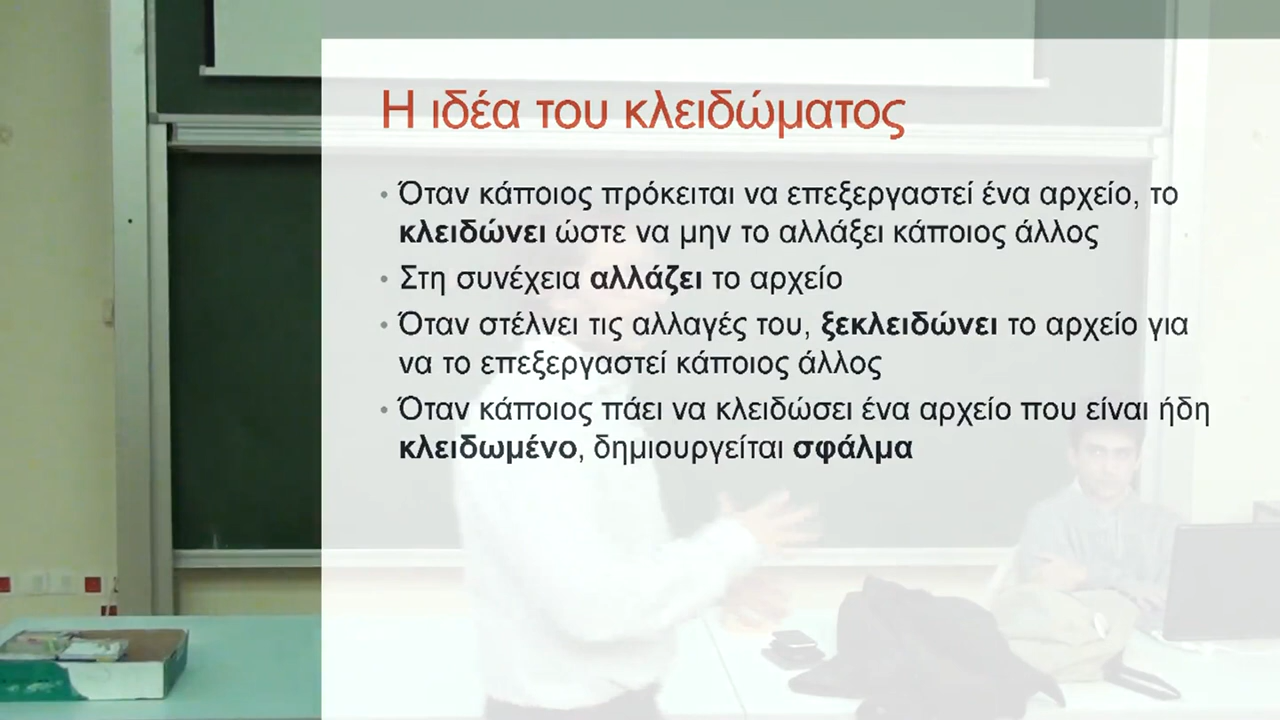 Η ιδέα του κλειδώματος
• Όταν κάποιος πρόκειται να επεξεργαστεί ένα αρχείο, το
κλειδώνει ώστε να μην το αλλάξει κάποιος άλλος
• Στη συνέχεια αλλάζει το αρχείο
• Όταν στέλνει τις αλλαγές του, ξεκλειδώνει το αρχείο για
να το επεξεργαστεί κάποιος άλλος
• Όταν κάποιος πάει να κλειδώσει ένα αρχείο που είναι ήδη
κλειδωμένο, δημιουργείται σφάλμα